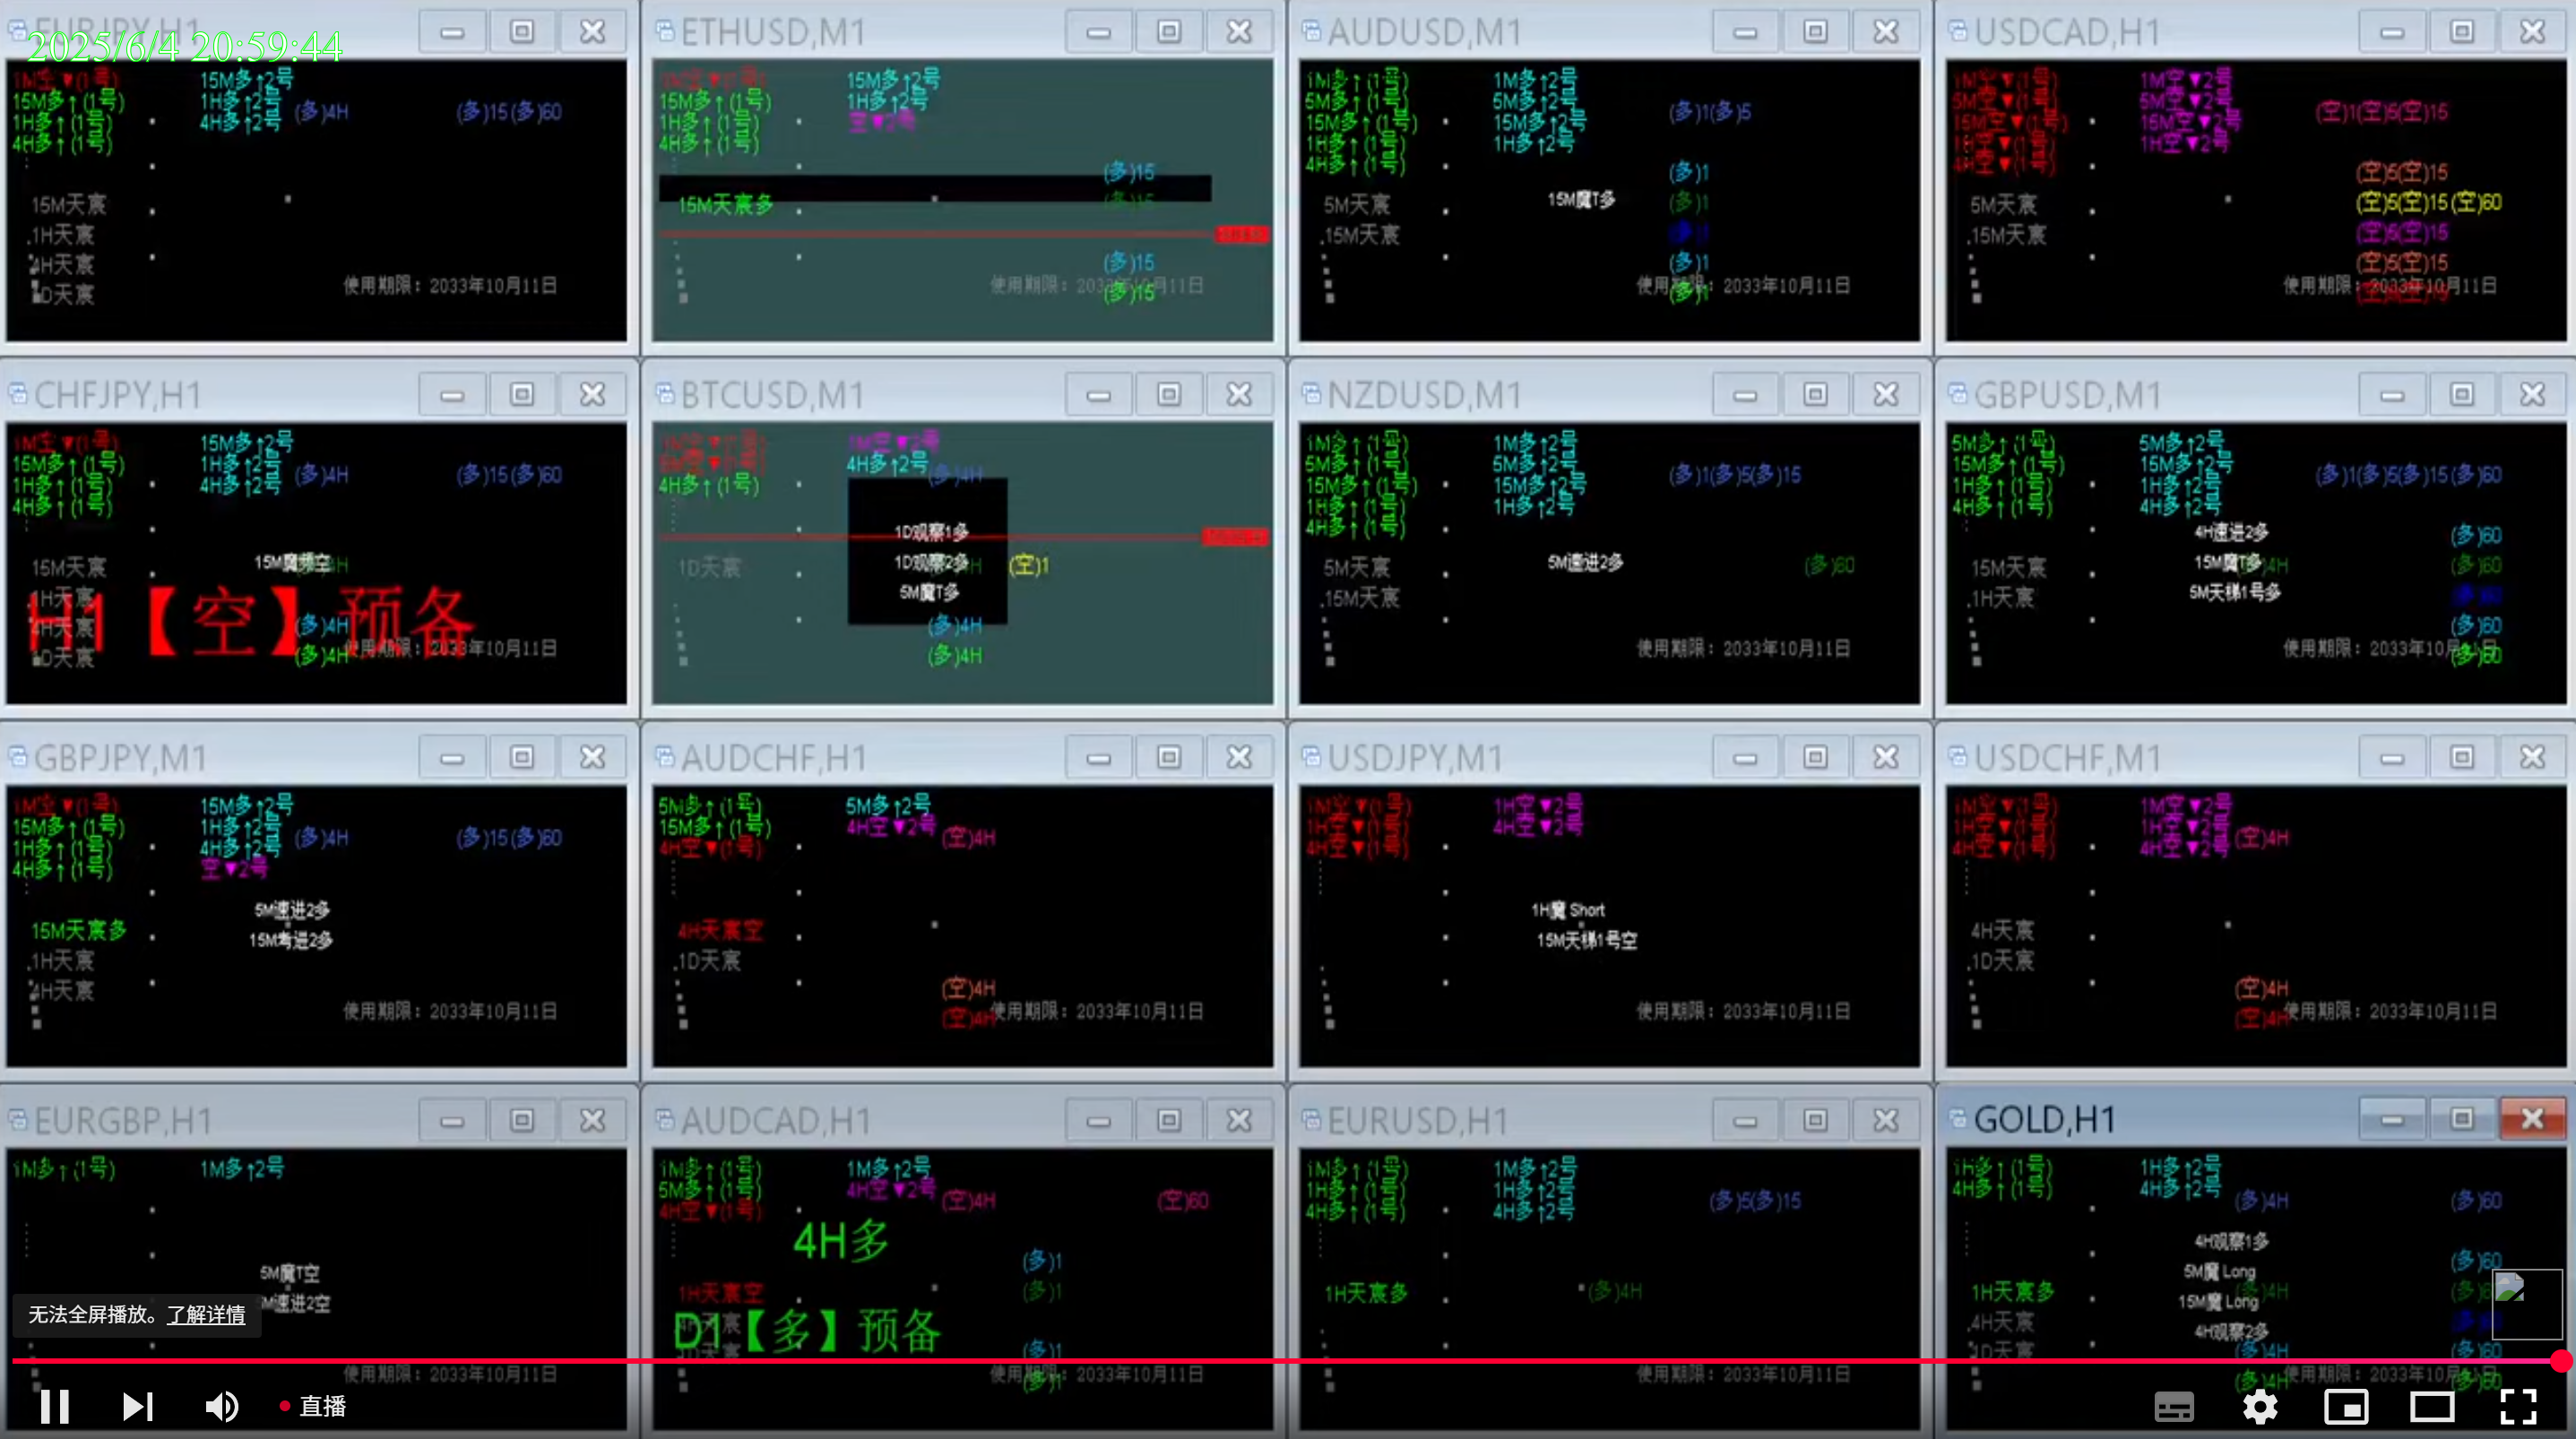 EURJPY,H1
2025/6/4 20:59:44
1M空▼(1号)
15M多↑(1号)
1H多↑(1号)
4H多↑(1号)
15M多↑2号
1H多↑2号
4H多↑2号
(多)4H
(多)15(多)60
15M天宸
1H天宸
4H天宸
D天宸
使用期限：2033年10月11日
ETHUSD,M1
15M多↑(1号)
1H多↑(1号)
4H多↑(1号)
15M多↑2号
1H多↑2号
空▼2号
(多)15
(多)15
15M天宸多
(多)15
(多)15
使用期限：2033年10月11日
AUDUSD,M1
1M多↑(1号)
5M多↑(1号)
15M多↑(1号)
1H多↑(1号)
4H多↑(1号)
1M多↑2号
5M多↑2号
15M多↑2号
1H多↑2号
(多)1(多)5
(多)1
15M魔T多
(多)1
(多)1
5M天宸
15M天宸
(多)1
(多)1
使用期限：2033年10月11日
USDCAD,H1
1M空▼(1号)
5M空▼(1号)
15M空▼(1号)
1H空▼(1号)
4H空▼(1号)
1M空▼2号
5M空▼2号
15M空▼2号
1H空▼2号
(空)1(空)5(空)15
(空)5(空)15
(空)5(空)15(空)60
(空)5(空)15
(空)5(空)15
5M天宸
15M天宸
使用期限：2033年10月11日
CHFJPY,H1
1M空▼(1号)
15M多↑(1号)
1H多↑(1号)
4H多↑(1号)
15M多↑2号
1H多↑2号
4H多↑2号
(多)4H
(多)15(多)60
15M天宸
1H天宸
4H天宸
D天宸
H1【空】预备
(多)4H
(多)4H
使用期限：2033年10月11日
BTCUSD,M1
4H多↑(1号)
1M空▼2号
4H多↑2号
(多)4H
1D观察1多
1D观察2多
5M魔T多
(空)1
1D天宸
(多)4H
(多)4H
NZDUSD,M1
1M多↑(1号)
5M多↑(1号)
15M多↑(1号)
1H多↑(1号)
4H多↑(1号)
1M多↑2号
5M多↑2号
15M多↑2号
1H多↑2号
(多)1(多)5(多)15
5M速进2多
(多)60
5M天宸
15M天宸
使用期限：2033年10月11日
GBPUSD,M1
5M多↑(1号)
15M多↑(1号)
1H多↑(1号)
4H多↑(1号)
5M多↑2号
15M多↑2号
1H多↑2号
4H多↑2号
(多)1(多)5(多)15(多)60
4H速进2多
15M魔T多
5M天梯1号多
(多)60
(多)60
(多)60
(多)60
15M天宸
1H天宸
使用期限：2033年10月11日
GBPJPY,M1
1M空▼(1号)
15M多↑(1号)
1H多↑(1号)
4H多↑(1号)
15M多↑2号
1H多↑2号
4H多↑2号
空▼2号
(多)4H
(多)15(多)60
5M速进2多
15M考进2多
15M天宸多
1H天宸
4H天宸
使用期限：2033年10月11日
AUDCHF,H1
5M多↑(1号)
15M多↑(1号)
4H空▼(1号)
5M多↑2号
4H空▼2号
(空)4H
4H天宸空
1D天宸
(空)4H
(空)4H
使用期限：2033年10月11日
USDJPY,M1
1M空▼(1号)
1H空▼(1号)
4H空▼(1号)
1H空▼2号
4H空▼2号
1H魔 Short
15M天梯1号空
使用期限：2033年10月11日
USDCHF,M1
1M空▼(1号)
1H空▼(1号)
4H空▼(1号)
1M空▼2号
1H空▼2号
4H空▼2号
(空)4H
4H天宸
1D天宸
(空)4H
(空)4H
使用期限：2033年10月11日
EURGBP,H1
1M多↑(1号)
1M多↑2号
5M魔T空
5M速进2空
使用期限：2033年10月11日
AUDCAD,H1
1M多↑(1号)
5M多↑(1号)
4H空▼(1号)
1M多↑2号
4H空▼2号
(空)4H
(空)60
4H多
(多)1
(多)1
1H天宸空
D1【多】预备
(多)1
(多)1
使用期限：2033年10月11日
EURUSD,H1
1M多↑(1号)
1H多↑(1号)
4H多↑(1号)
1M多↑2号
1H多↑2号
4H多↑2号
(多)5(多)15
(多)4H
1H天宸多
使用期限：2033年10月11日
GOLD,H1
1H多↑(1号)
4H多↑(1号)
1H多↑2号
4H多↑2号
(多)4H
(多)60
4H观察1多
5M魔 Long
15M魔 Long
4H观察2多
(多)60
1H天宸多
4H天宸
1D天宸
(多)4H
(多)60
(多)4H
(多)60
使用期限：2033年10月11日
无法全屏播放。了解详情
直播